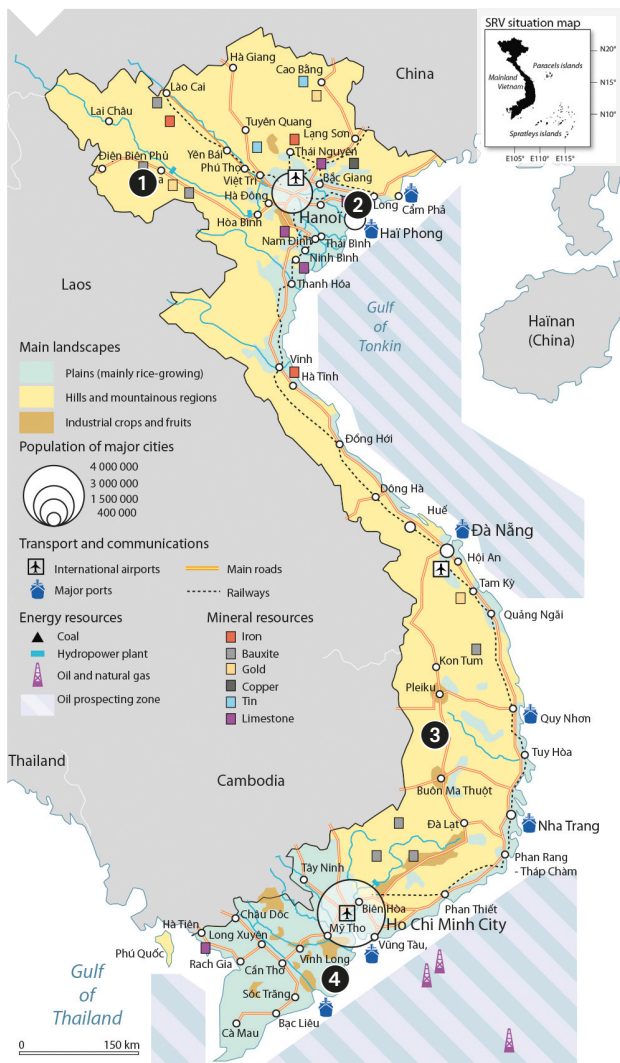 SRV situation map
N20°
Paracels islands
Mainland
Vietnam
N15°
N10°
Spratleys islands
E105° E110° E115°
China
Hà Giang
Cao Bằng
Lào Cai
Lai Châu
Tuyên Quang
Lạng Sơn
Thái Nguyên
Điện Biên Phủ
Yên Bái
Phú Thọ
Việt Trì
Bắc Giang
1
Hà Đông
Hanoï
2
Long
Cẩm Phả
Hòa Bình
Haï Phong
Nam Định
Thái Bình
Ninh Bình
Thanh Hóa
Laos
Gulf
of
Tonkin
Haïnan
(China)
Main landscapes
Plains (mainly rice-growing)
Hills and mountainous regions
Industrial crops and fruits
Population of major cities
4 000 000
3 000 000
1 500 000
400 000
Transport and communications
International airports
Main roads
Major ports
Railways
Energy resources
Coal
Hydropower plant
Oil and natural gas
Oil prospecting zone
Mineral resources
Iron
Bauxite
Gold
Copper
Tin
Limestone
Vinh
Hà Tĩnh
Đồng Hới
Dông Hà
Huế
Đà Nẵng
Hội An
Tam Kỳ
Quảng Ngãi
Kon Tum
Pleiku
Quy Nhơn
3
Tuy Hòa
Thailand
Cambodia
Buôn Ma Thuột
Đà Lạt
Nha Trang
Tây Ninh
Phan Rang
- Tháp Chàm
Biên Hòa
Phan Thiết
Ho Chi Minh City
Châu Dốc
Hà Tiên
Long Xuyên
Mỹ Tho
Vũng Tàu,
Phú Quốc
Rach Gia
Cần Thơ
Vĩnh Long
4
Gulf
of
Thailand
Sóc Trăng
Bạc Liêu
Cà Mau
0 150 km